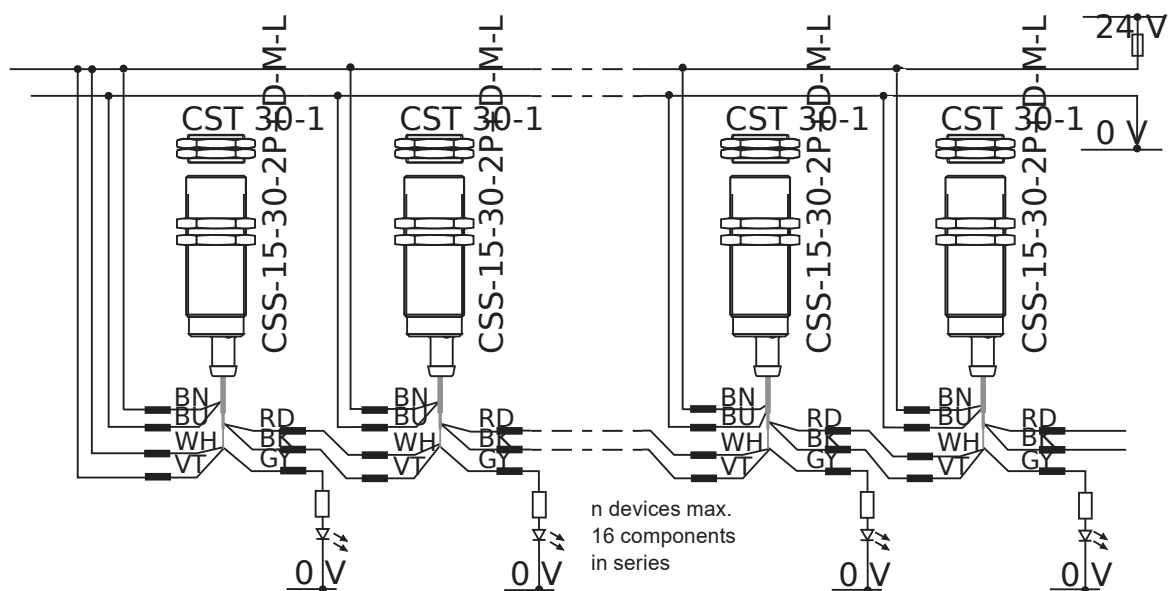 24 V
0 V
CST 30-1
CSS-15-30-2P+D-M-L
CST 30-1
CSS-15-30-2P+D-M-L
CST 30-1
CSS-15-30-2P+D-M-L
CST 30-1
CSS-15-30-2P+D-M-L
BN
BU
WH
VT
RD
BK
GY
BN
BU
WH
VT
RD
BK
GY
BN
BU
WH
VT
RD
BK
GY
BN
BU
WH
VT
RD
BK
GY
n devices max.
16 components
in series
0 V
0 V
0 V
0 V